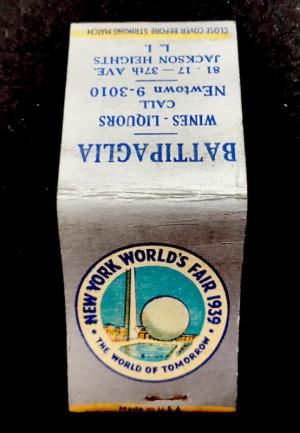 BATTIPAGLIA
WINES - LIQUORS
CALL
NEwtown 9-3010
81 - 17 — 37th AVE.
JACKSON HEIGHTS
L. I.
CLOSE COVER BEFORE STRIKING MATCH
NEW YORK WORLD'S FAIR 1939
• THE WORLD OF TOMORROW •
MADE IN U.S.A.